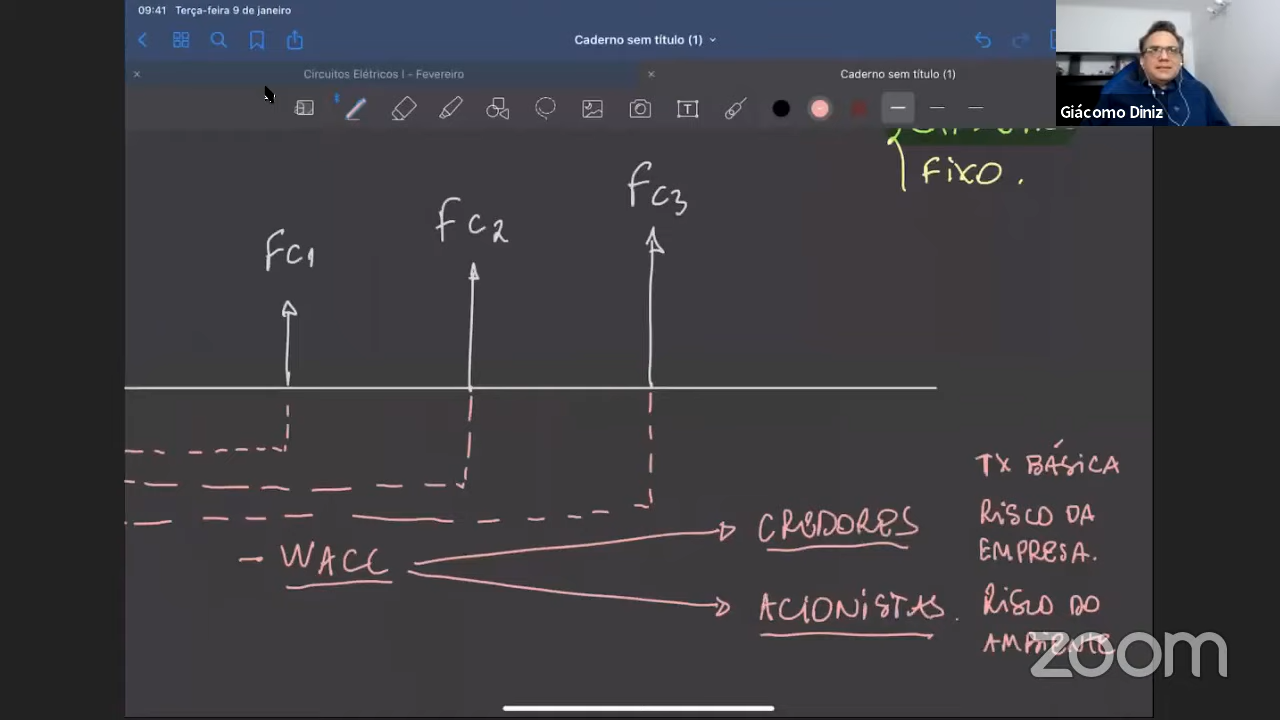 09:41 Terça-feira 9 de janeiro
Caderno sem título (1)
Circuitos Elétricos I - Fevereiro
Caderno sem título (1)
T
Giácomo Diniz
FIXO.
FC1
FC2
FC3
TX BÁSICA
RISCO DA
EMPRESA.
RISCO DO
AMBIENTE
WACC
CREDORES
ACIONISTAS.
zoom